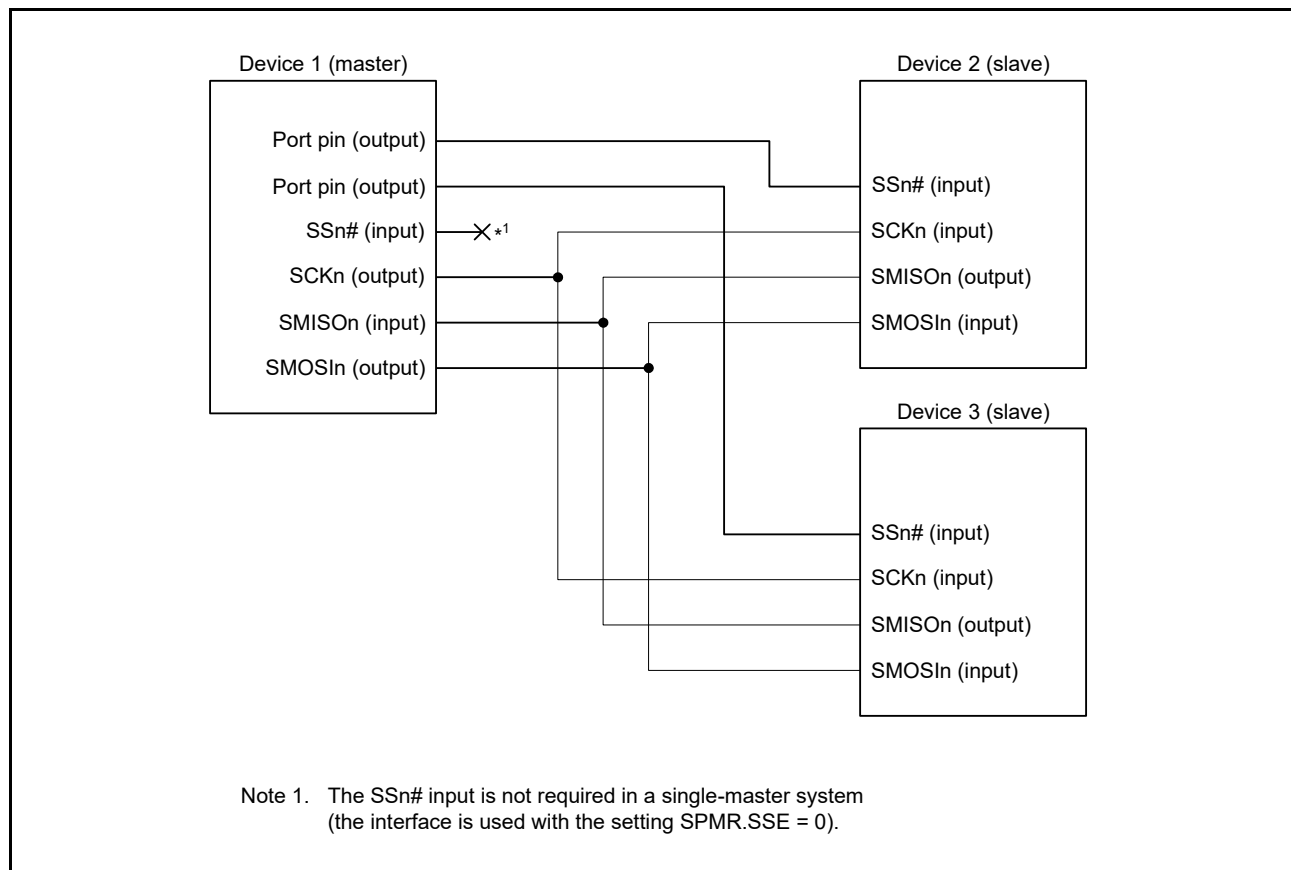 Device 1 (master)
Port pin (output)
Port pin (output)
SSn# (input)
*1
SCKn (output)
SMISOn (input)
SMOSIn (output)
Device 2 (slave)
SSn# (input)
SCKn (input)
SMISOn (output)
SMOSIn (input)
Device 3 (slave)
SSn# (input)
SCKn (input)
SMISOn (output)
SMOSIn (input)
Note 1. The SSn# input is not required in a single-master system
(the interface is used with the setting SPMR.SSE = 0).